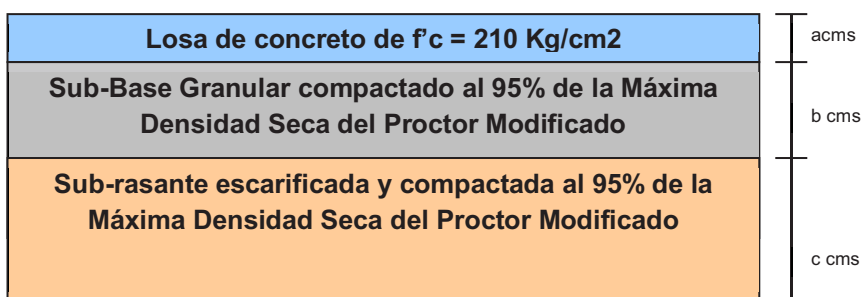 Losa de concreto de f'c = 210 Kg/cm2
acms
Sub-Base Granular compactado al 95% de la Máxima
Densidad Seca del Proctor Modificado
b cms
Sub-rasante escarificada y compactada al 95% de la
Máxima Densidad Seca del Proctor Modificado
c cms